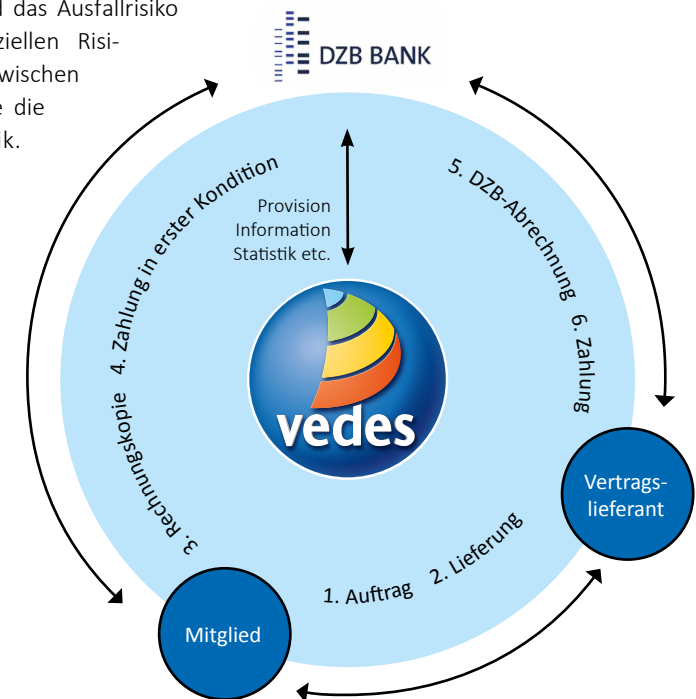 das Ausfallrisiko
ziellen Risi-
wischen
die
ik.
DZB BANK
Provision
Information
Statistik etc.
vedes
1. Auftrag 2. Lieferung
3. Rechnungskopie 4. Zahlung in erster Kondition
5. DZB-Abrechnung 6. Zahlung
Vertrags-
lieferant
Mitglied